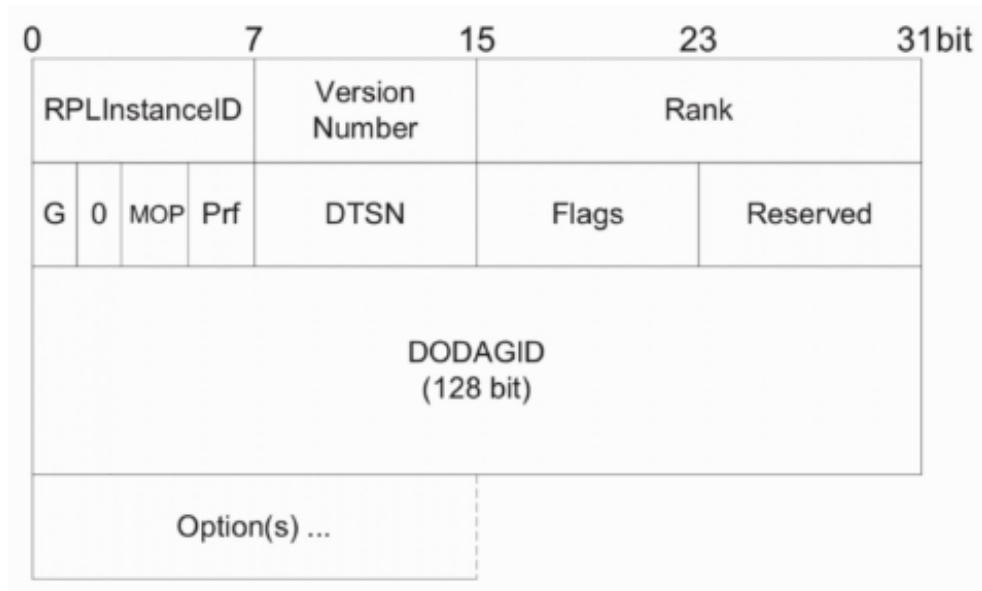 0 7 15 23 31bit
RPLInstanceID Version Number Rank
G 0 MOP Prf DTSN Flags Reserved
DODAGID
(128 bit)
Option(s) ...